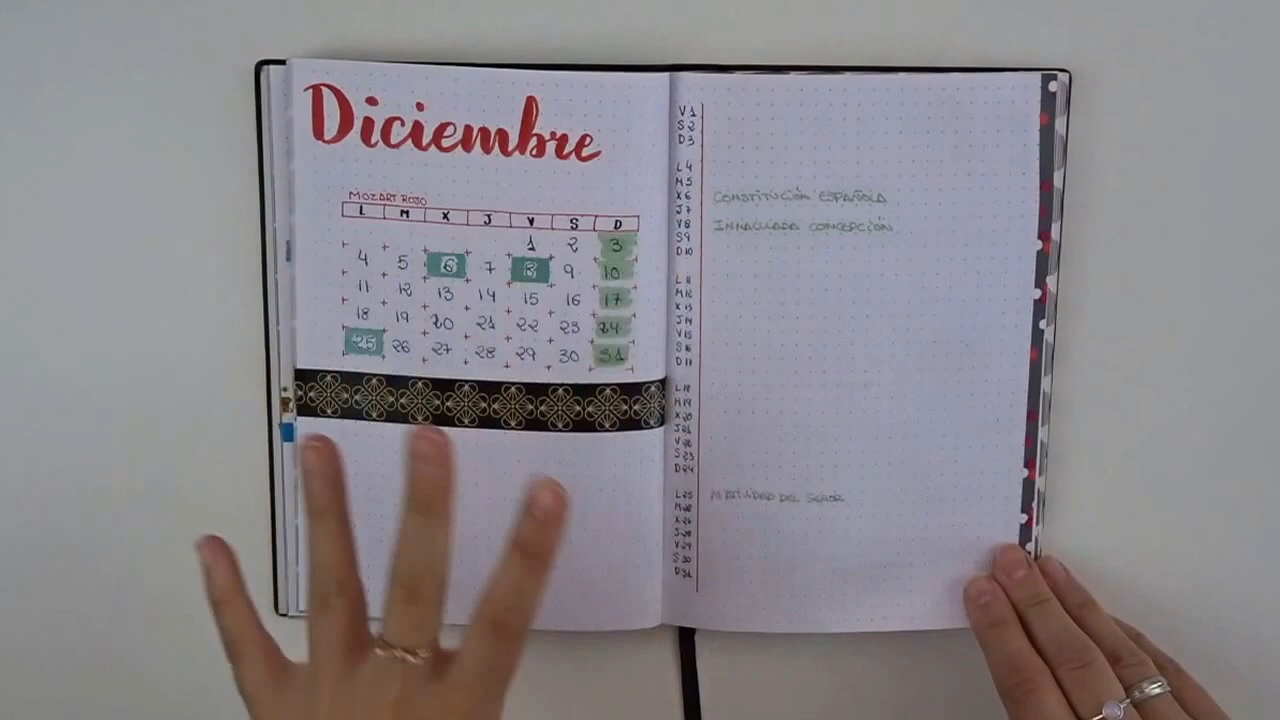 Diciembre
MOZART ROJO
L M X J V S D
1 2 3
4 5 6 7 8 9 10
11 12 13 14 15 16 17
18 19 20 21 22 23 24
25 26 27 28 29 30 31
V1
S2
D3
L4
M5
X6 CONSTITUCIÓN ESPAÑOLA
J7
V8 INMACULADA CONCEPCIÓN
S9
D10
L11
M12
X13
J14
V15
S16
D17
L18
M19
X20
J21
V22
S23
D24
L25 NATIVIDAD DEL SEÑOR
M26
X27
J28
V29
S30
D31